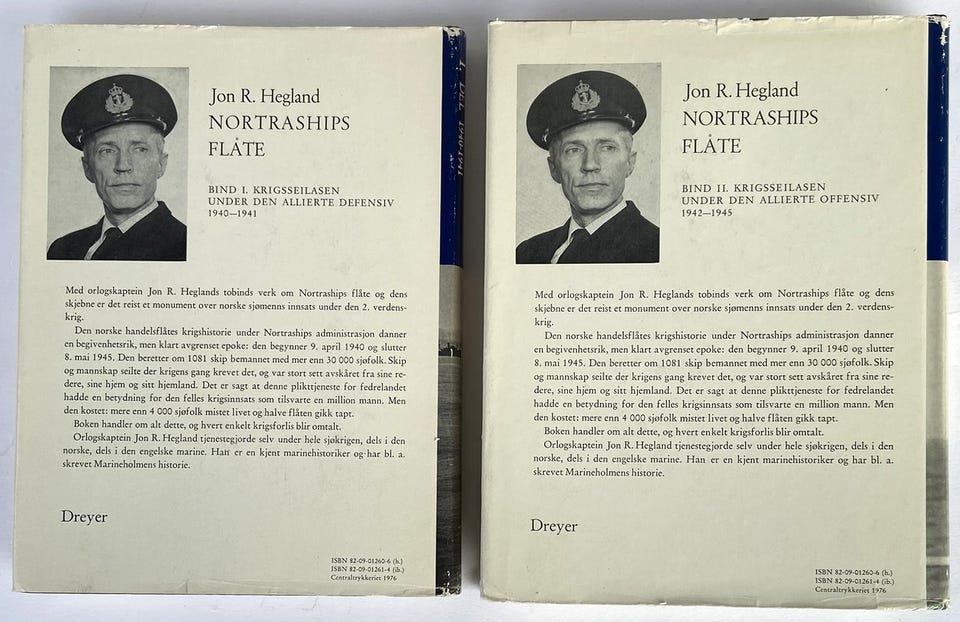 Jon R. Hegland
NORTRASHIPS
FLÅTE
BIND I. KRIGSSEILASEN
UNDER DEN ALLIERTE DEFENSIV
1940—1941
Med orlogskaptein Jon R. Heglands tobinds verk om Nortraships flåte og dens
skjebne er det reist et monument over norske sjømenns innsats under den 2. verdens-
krig.
Den norske handelsflåtes krigshistorie under Nortraships administrasjon danner
en begivenhetsrik, men klart avgrenset epoke: den begynner 9. april 1940 og slutter
8. mai 1945. Den beretter om 1081 skip bemannet med mer enn 30 000 sjøfolk. Skip
og mannskap seilte der krigens gang krevet det, og var stort sett avskåret fra sine re-
dere, sine hjem og sitt hjemland. Det er sagt at denne plikttjeneste for fedrelandet
hadde en betydning for den felles krigsinnsats som tilsvarte en million mann. Men
den kostet: mere enn 4 000 sjøfolk mistet livet og halve flåten gikk tapt.
Boken handler om alt dette, og hvert enkelt krigsforlis blir omtalt.
Orlogskaptein Jon R. Hegland tjenestegjorde selv under hele sjøkrigen, dels i den
norske, dels i den engelske marine. Han er en kjent marinehistoriker og har bl. a.
skrevet Marineholmens historie.
Dreyer
ISBN 82-09-01260-6 (h.)
ISBN 82-09-01261-4 (ib.)
Centraltrykkeriet 1976
1. DEL 1940-1941
Jon R. Hegland
NORTRASHIPS
FLÅTE
BIND II. KRIGSSEILASEN
UNDER DEN ALLIERTE OFFENSIV
1942—1945
Med orlogskaptein Jon R. Heglands tobinds verk om Nortraships flåte og dens
skjebne er det reist et monument over norske sjømenns innsats under den 2. verdens-
krig.
Den norske handelsflåtes krigshistorie under Nortraships administrasjon danner
en begivenhetsrik, men klart avgrenset epoke: den begynner 9. april 1940 og slutter
8. mai 1945. Den beretter om 1081 skip bemannet med mer enn 30 000 sjøfolk. Skip
og mannskap seilte der krigens gang krevet det, og var stort sett avskåret fra sine re-
dere, sine hjem og sitt hjemland. Det er sagt at denne plikttjeneste for fedrelandet
hadde en betydning for den felles krigsinnsats som tilsvarte en million mann. Men
den kostet: mere enn 4 000 sjøfolk mistet livet og halve flåten gikk tapt.
Boken handler om alt dette, og hvert enkelt krigsforlis blir omtalt.
Orlogskaptein Jon R. Hegland tjenestegjorde selv under hele sjøkrigen, dels i den
norske, dels i den engelske marine. Han er en kjent marinehistoriker og har bl. a.
skrevet Marineholmens historie.
Dreyer
ISBN 82-09-01260-6 (h.)
ISBN 82-09-01261-4 (ib.)
Centraltrykkeriet 1976